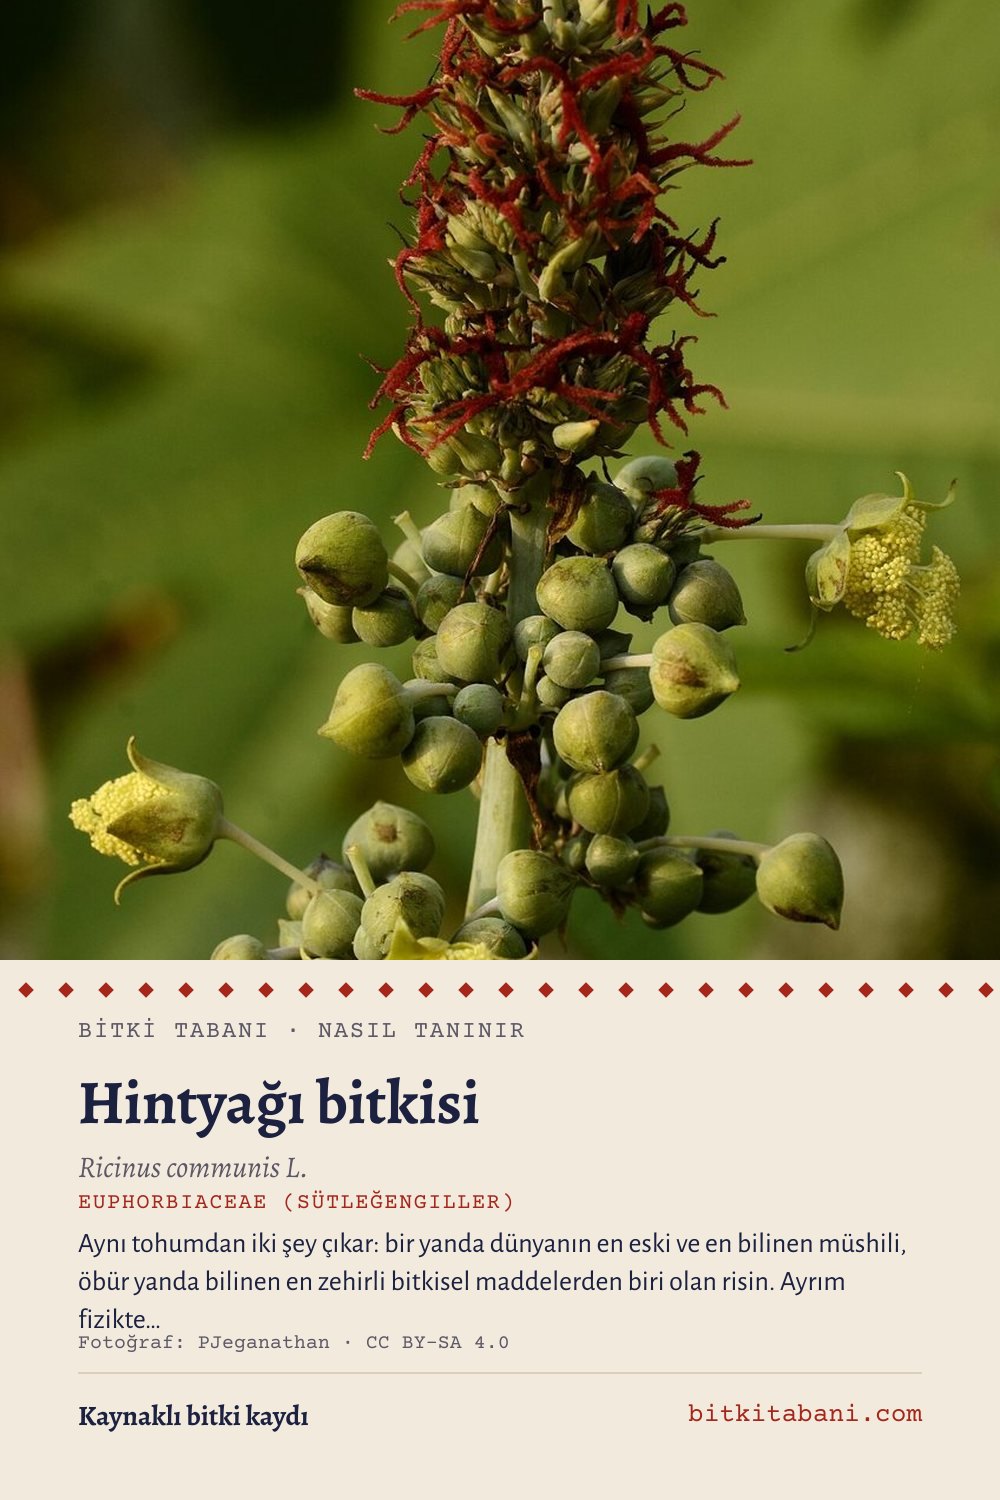 BİTKİ TABANI · NASIL TANINIR
Hintyağı bitkisi
Ricinus communis L.
EUPHORBIACEAE (SÜTLEĞENGILLER)
Aynı tohumdan iki şey çıkar: bir yanda dünyanın en eski ve en bilinen müshili,
öbür yanda bilinen en zehirli bitkisel maddelerden biri olan risin. Ayrım
fizikte…
Fotoğraf: PJeganathan · CC BY-SA 4.0
Kaynaklı bitki kaydı
bitkitabani.com